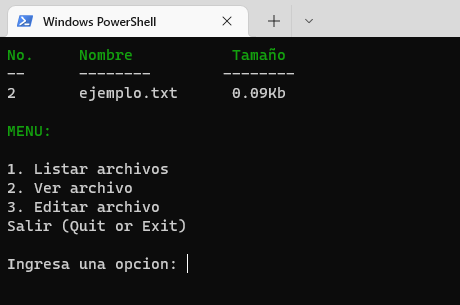 Windows PowerShell
No. Nombre Tamaño
-- -------- --------
2 ejemplo.txt 0.09Kb
MENU:
1. Listar archivos
2. Ver archivo
3. Editar archivo
Salir (Quit or Exit)
Ingresa una opcion: